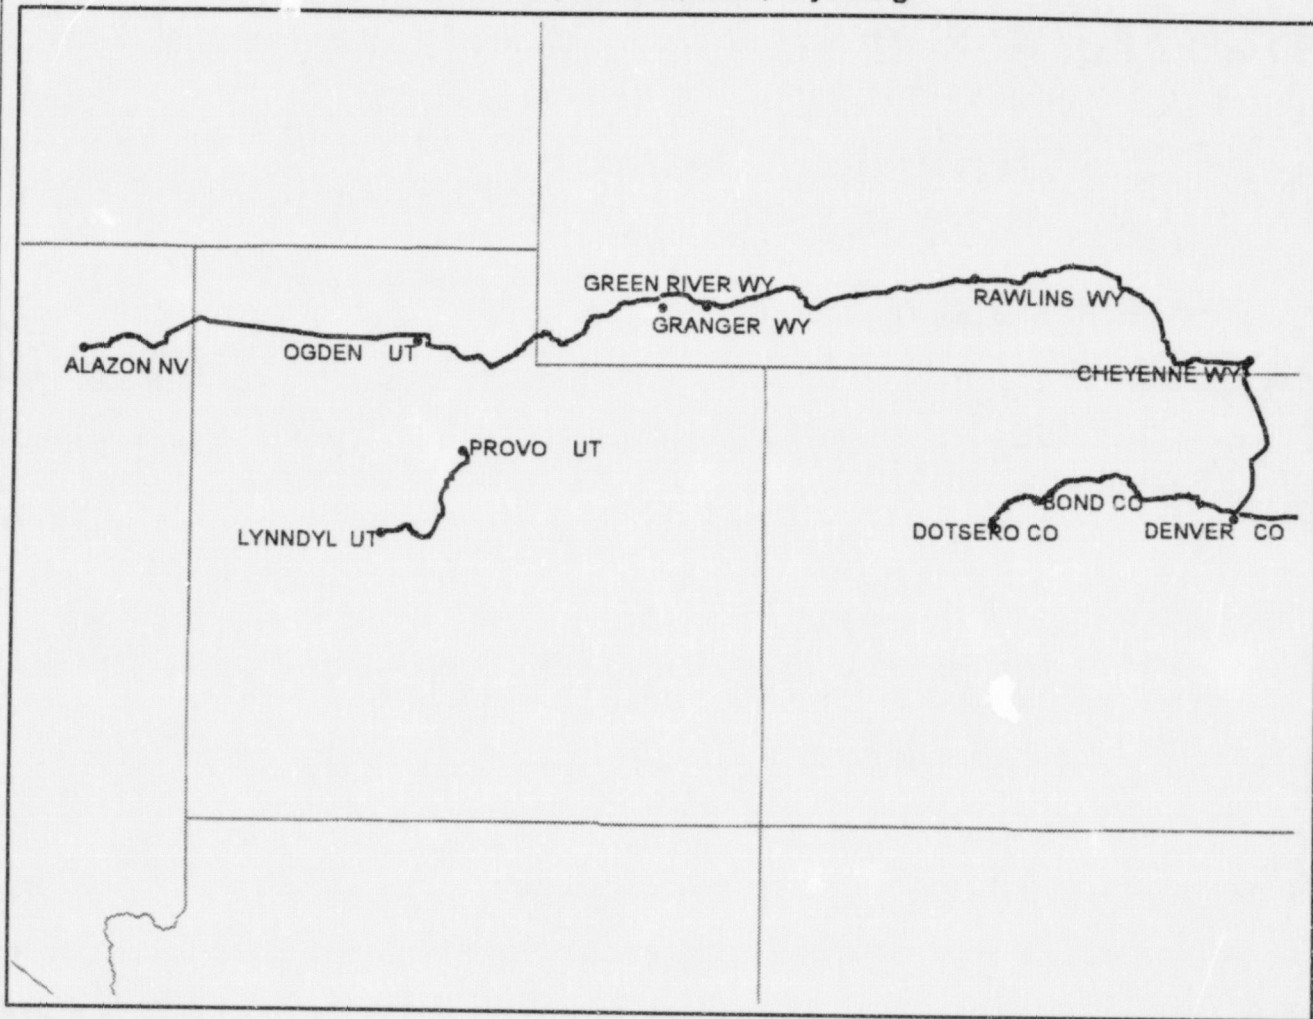 GREEN RIVER WY
RAWLINS WY
GRANGER WY
OGDEN UT
ALAZON NV
CHEYENNE WY
PROVO UT
BOND CO
LYNNDYL UT
DOTSERO CO
DENVER CO